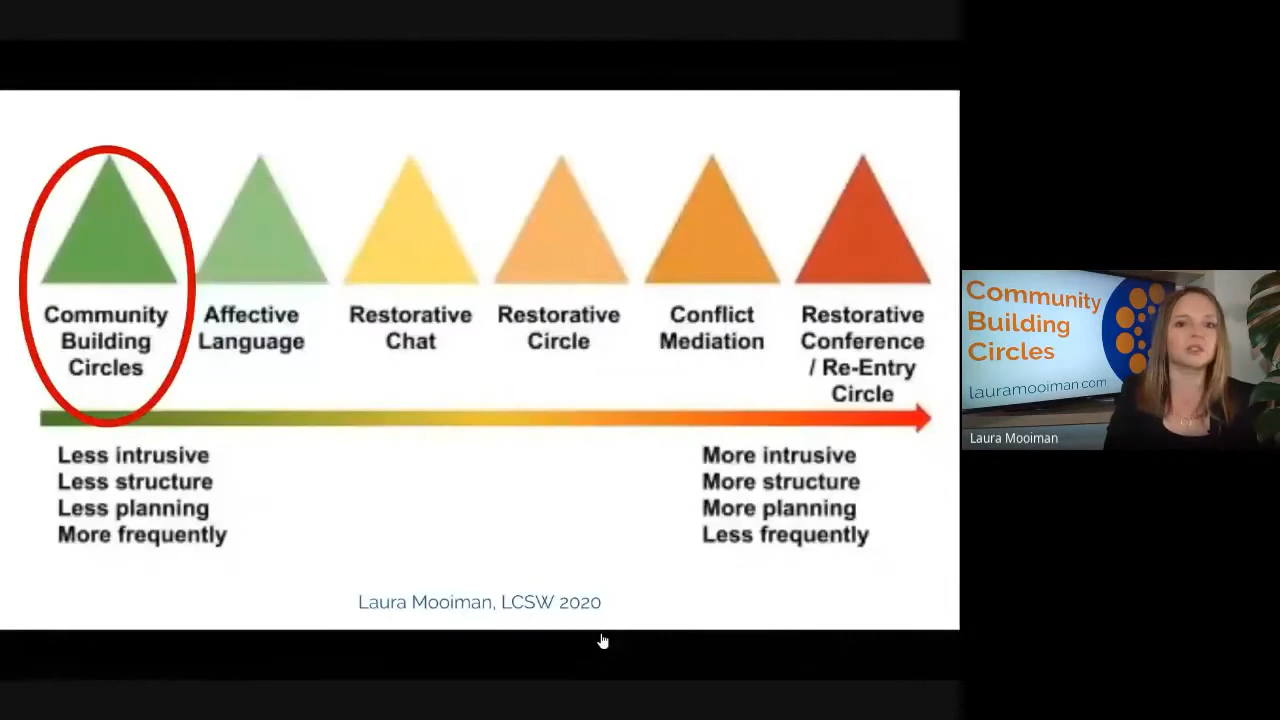 Community
Building
Circles
Affective
Language
Restorative
Chat
Restorative
Circle
Conflict
Mediation
Restorative
Conference
/ Re-Entry
Circle
Less intrusive
Less structure
Less planning
More frequently
More intrusive
More structure
More planning
Less frequently
Laura Mooiman, LCSW 2020
Community
Building
Circles
lauramooiman.com
Laura Mooiman